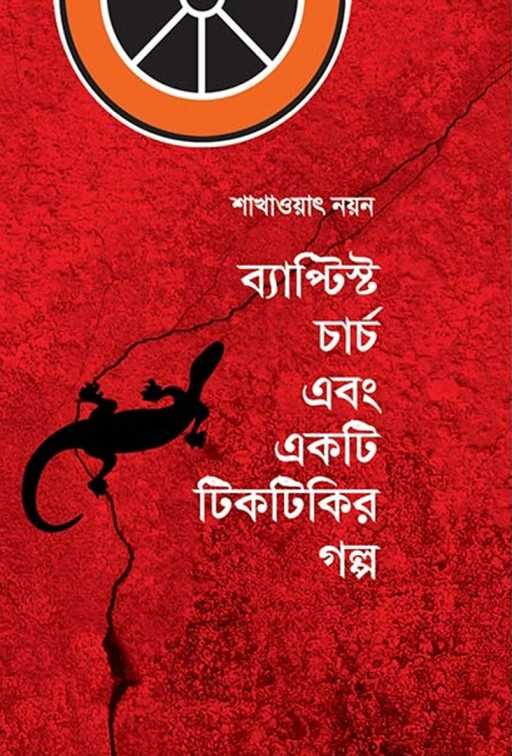 শাখাওয়াৎ নয়ন
ব্যাপ্টিস্ট
চার্চ
এবং
একটি
টিকটিকির
গল্প